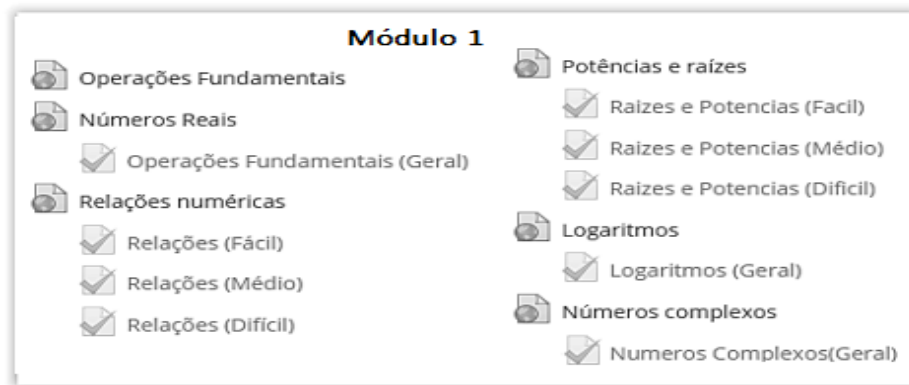 Módulo 1
Operações Fundamentais
Números Reais
Operações Fundamentais (Geral)
Relações numéricas
Relações (Fácil)
Relações (Médio)
Relações (Difícil)
Potências e raízes
Raizes e Potencias (Facil)
Raizes e Potencias (Médio)
Raizes e Potencias (Dificil)
Logaritmos
Logaritmos (Geral)
Números complexos
Numeros Complexos(Geral)